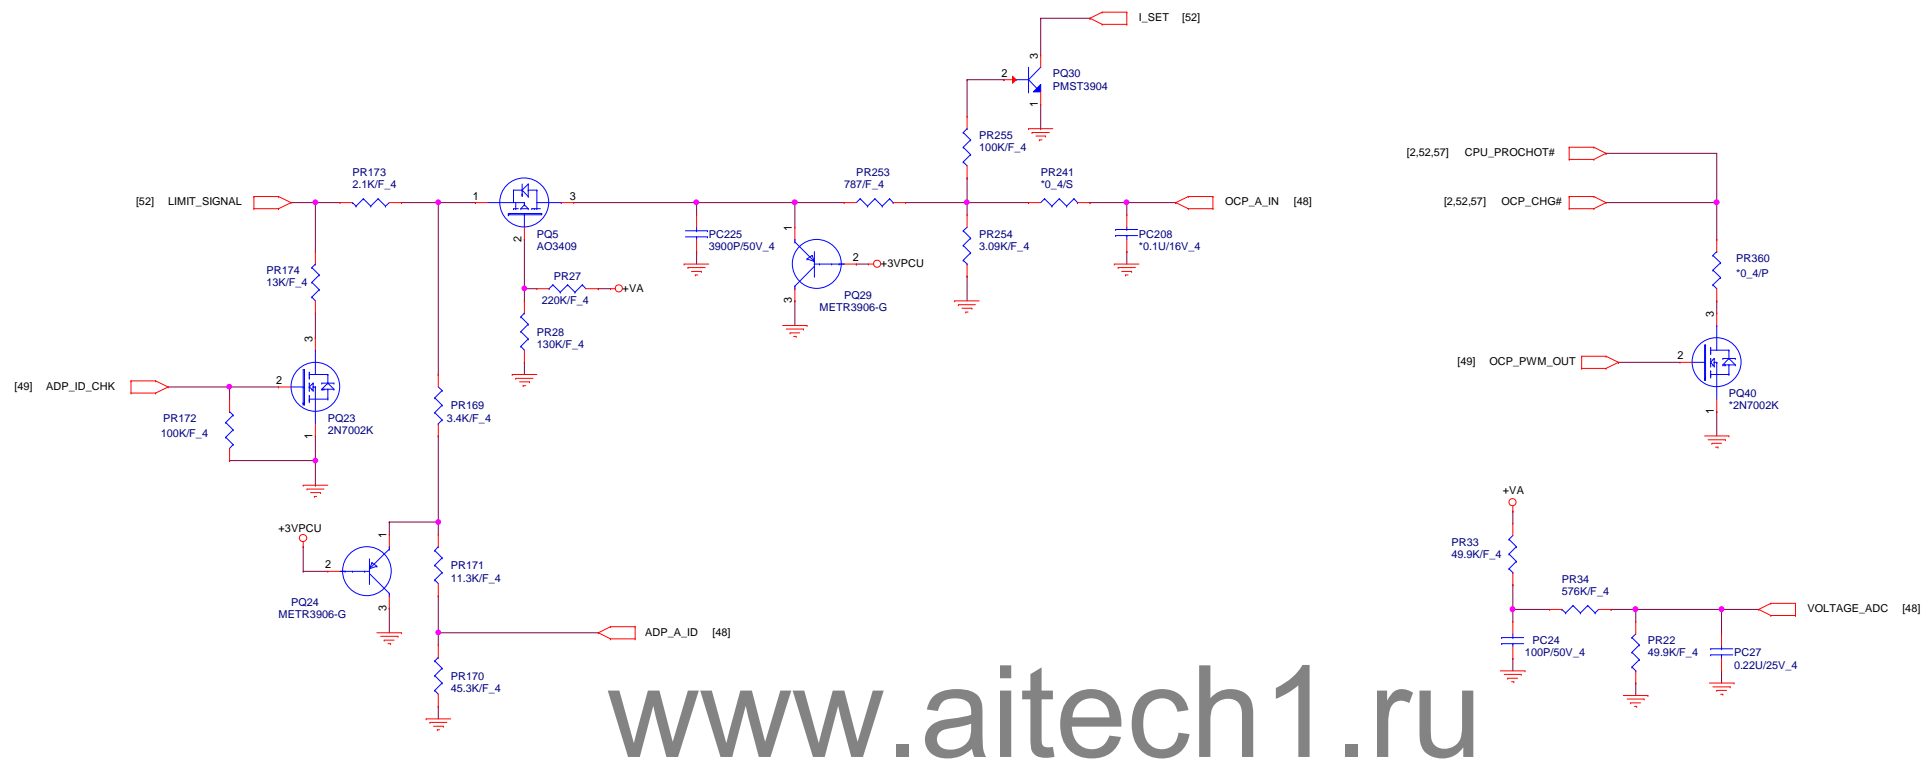 I_SET [52]
3
2
PQ30
PMST3904
1
PR255
100K/F_4
[2,52,57] CPU_PROCHOT#
PR173
2.1K/F_4
PR253
787/F_4
PR241
*0_4/S
[52] LIMIT_SIGNAL
1
3
OCP_A_IN [48]
[2,52,57] OCP_CHG#
2
PQ5
AO3409
PC225
3900P/50V_4
1
PR254
3.09K/F_4
PC208
*0.1U/16V_4
PR174
13K/F_4
2
+3VPCU
PR360
*0_4/P
PR27
220K/F_4
+VA
PQ29
METR3906-G
3
PR28
130K/F_4
3
3
[49] ADP_ID_CHK
2
[49] OCP_PWM_OUT
2
PR172
100K/F_4
PQ23
2N7002K
1
PR169
3.4K/F_4
PQ40
*2N7002K
1
+VA
+3VPCU
1
2
PQ24
METR3906-G
3
PR171
11.3K/F_4
PR33
49.9K/F_4
PR34
576K/F_4
VOLTAGE_ADC [48]
ADP_A_ID [48]
PC24
100P/50V_4
PR22
49.9K/F_4
PC27
0.22U/25V_4
PR170
45.3K/F_4
www.aitech1.ru